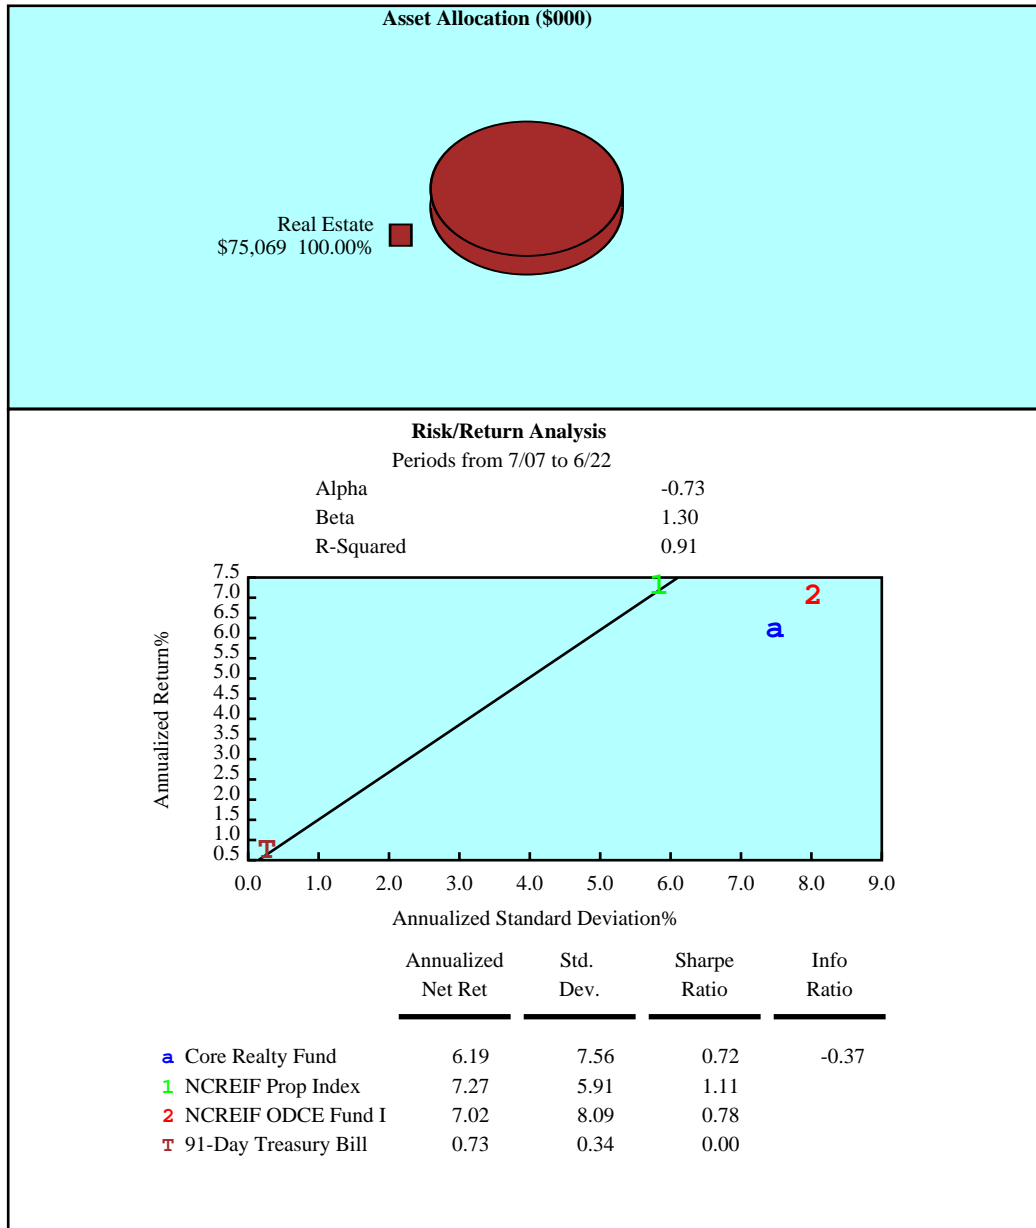 Asset Allocation ($000)
Real Estate
$75,069 100.00%
Risk/Return Analysis
Periods from 7/07 to 6/22
Alpha -0.73
Beta 1.30
R-Squared 0.91
7.5
7.0
6.5
6.0
5.5
5.0
4.5
4.0
3.5
3.0
2.5
2.0
1.5
1.0
0.5
Annualized Return%
1
2
a
T
0.0 1.0 2.0 3.0 4.0 5.0 6.0 7.0 8.0 9.0
Annualized Standard Deviation%
Annualized Std. Sharpe Info
Net Ret Dev. Ratio Ratio
a Core Realty Fund 6.19 7.56 0.72 -0.37
1 NCREIF Prop Index 7.27 5.91 1.11
2 NCREIF ODCE Fund I 7.02 8.09 0.78
T 91-Day Treasury Bill 0.73 0.34 0.00